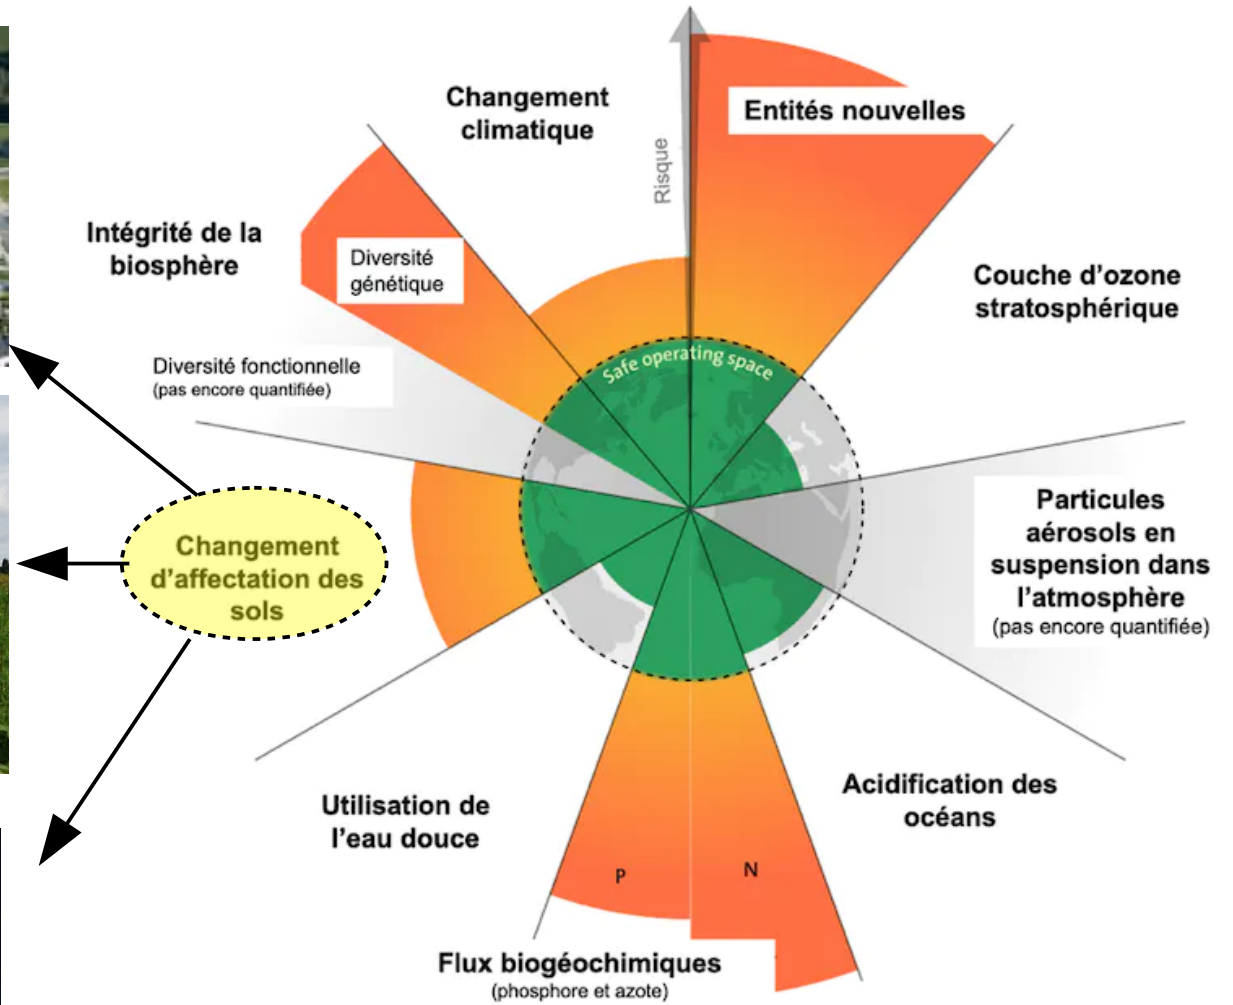 Changement
climatique
Risque
Entités nouvelles
Intégrité de la
biosphère
Diversité
génétique
Couche d’ozone
stratosphérique
Safe operating space
Diversité fonctionnelle
(pas encore quantifiée)
Particules
aérosols en
suspension dans
l’atmosphère
(pas encore quantifiée)
Changement
d’affectation des
sols
Utilisation de
l’eau douce
Acidification des
océans
P
N
Flux biogéochimiques
(phosphore et azote)